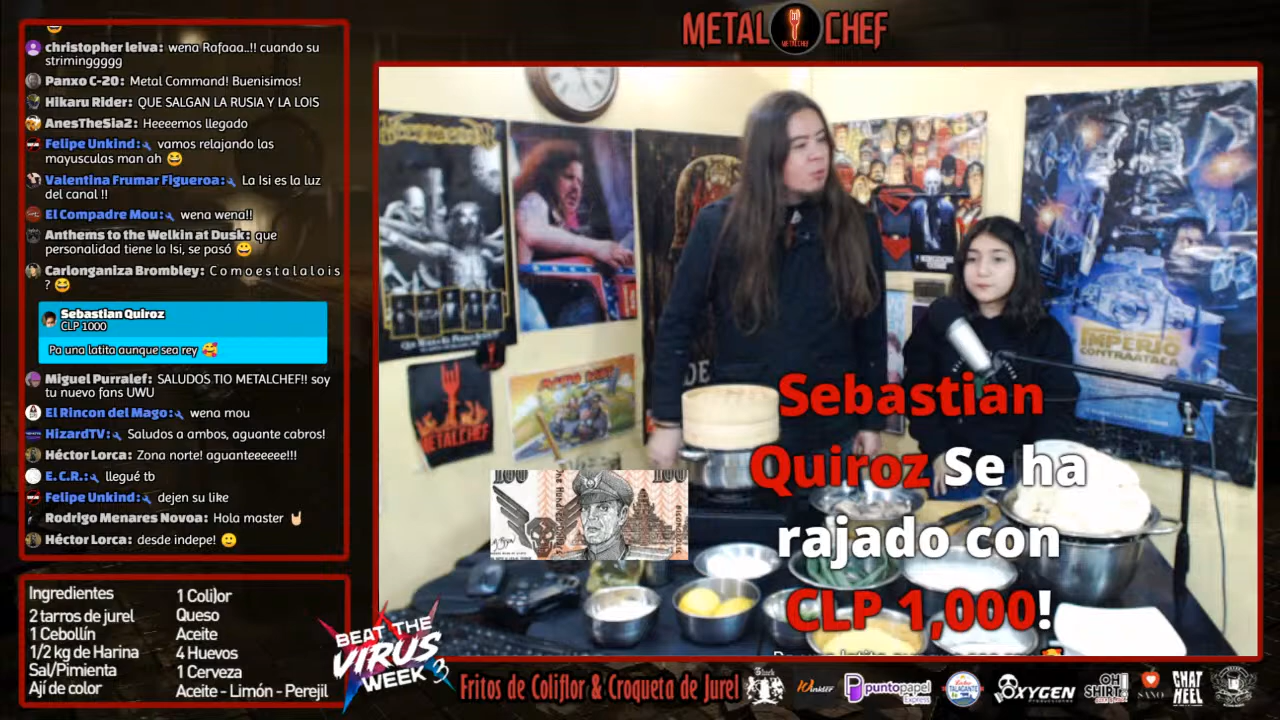 METAL CHEF
METALCHEF
christopher leiva: wena Rafaaa..!! cuando su
striminggggg
Panxo C-20: Metal Command! Buenisimos!
Hikaru Rider: QUE SALGAN LA RUSIA Y LA LOIS
AnesTheSia2: Heeeemos llegado
Felipe Unkind: vamos relajando las
mayusculas man ah 😄
Valentina Frumar Figueroa: La Isi es la luz
del canal !!
El Compadre Mou: wena wena!!
Anthems to the Welkin at Dusk: que
personalidad tiene la Isi, se pasó 😀
Carlonganiza Brombley: C o m o e s t a l a l o i s
? 😅
Sebastian Quiroz
CLP 1000
Pa una latita aunque sea rey 🥰
Miguel Purralef: SALUDOS TIO METALCHEF!! soy
tu nuevo fans UWU
El Rincon del Mago: wena mou
HizardTV: Saludos a ambos, aguante cabros!
Héctor Lorca: Zona norte! aguanteeeeee!!!
E.C.R.: llegué tb
Felipe Unkind: dejen su like
Rodrigo Menares Novoa: Hola master 🤘🏻
Héctor Lorca: desde indepe! 🙂
METALCHEF
IMPERIO
CONTRAATACA
Sebastian
Quiroz Se ha
rajado con
CLP 1,000!
Ingredientes
2 tarros de jurel
1 Cebollín
1/2 kg de Harina
Sal/Pimienta
Ají de color
1 Coliflor
Queso
Aceite
4 Huevos
1 Cerveza
Aceite - Limón - Perejil
BEAT THE
VIRUS
WEEK 3
Fritos de Coliflor & Croqueta de Jurel
puntopapel
Express
TALAGANTE
OXYGEN
OH
SHIRT!
SANO
CHAT
NEEL